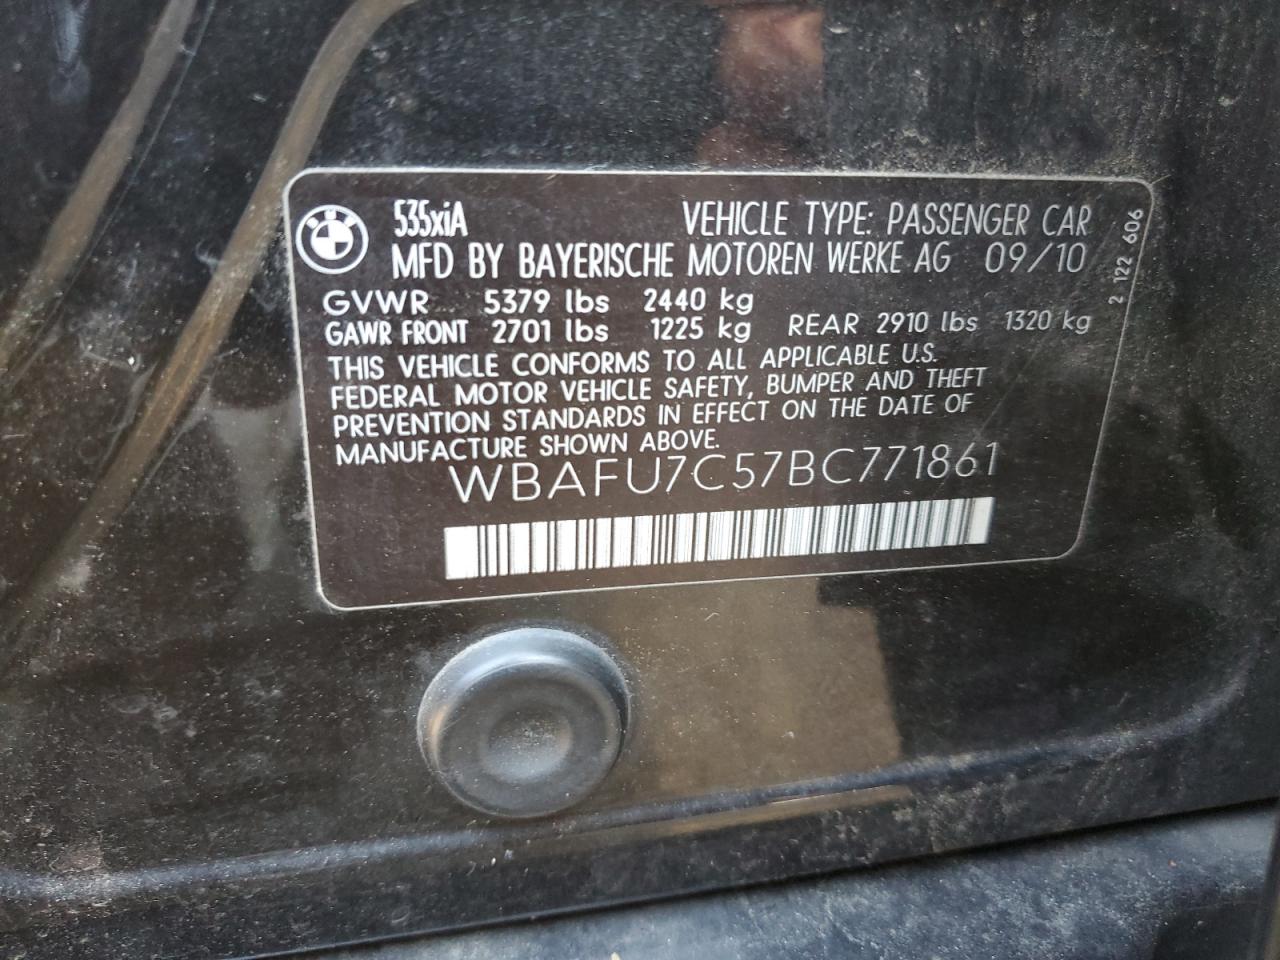 535xiA VEHICLE TYPE: PASSENGER CAR
MFD BY BAYERISCHE MOTOREN WERKE AG 09/10
GVWR 5379 lbs 2440 kg
GAWR FRONT 2701 lbs 1225 kg REAR 2910 lbs 1320 kg
THIS VEHICLE CONFORMS TO ALL APPLICABLE U.S.
FEDERAL MOTOR VEHICLE SAFETY, BUMPER AND THEFT
PREVENTION STANDARDS IN EFFECT ON THE DATE OF
MANUFACTURE SHOWN ABOVE.
WBAFU7C57BC771861
2 122 606